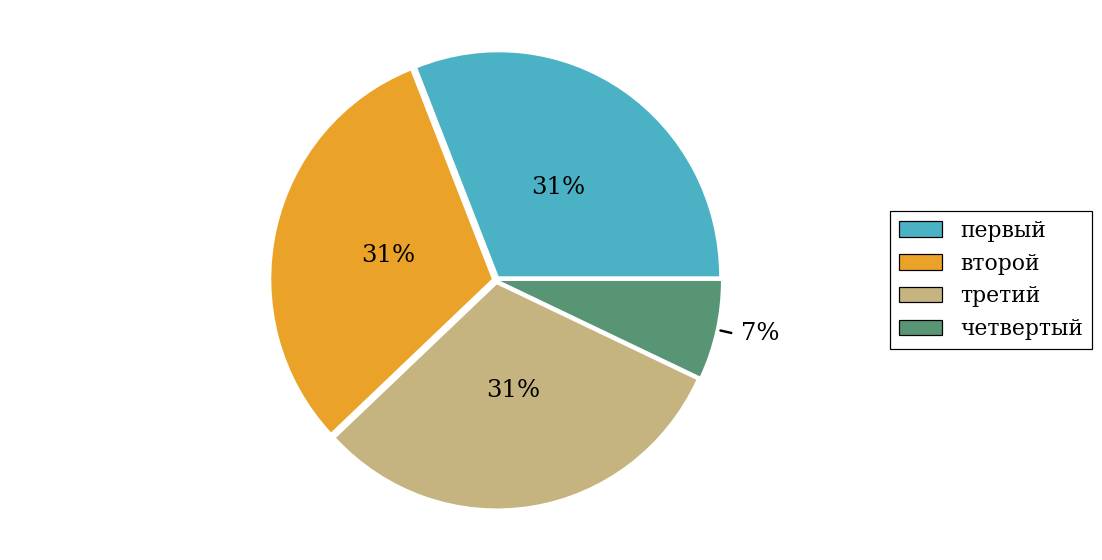 31%
31%
31%
7%
первый
второй
третий
четвертый